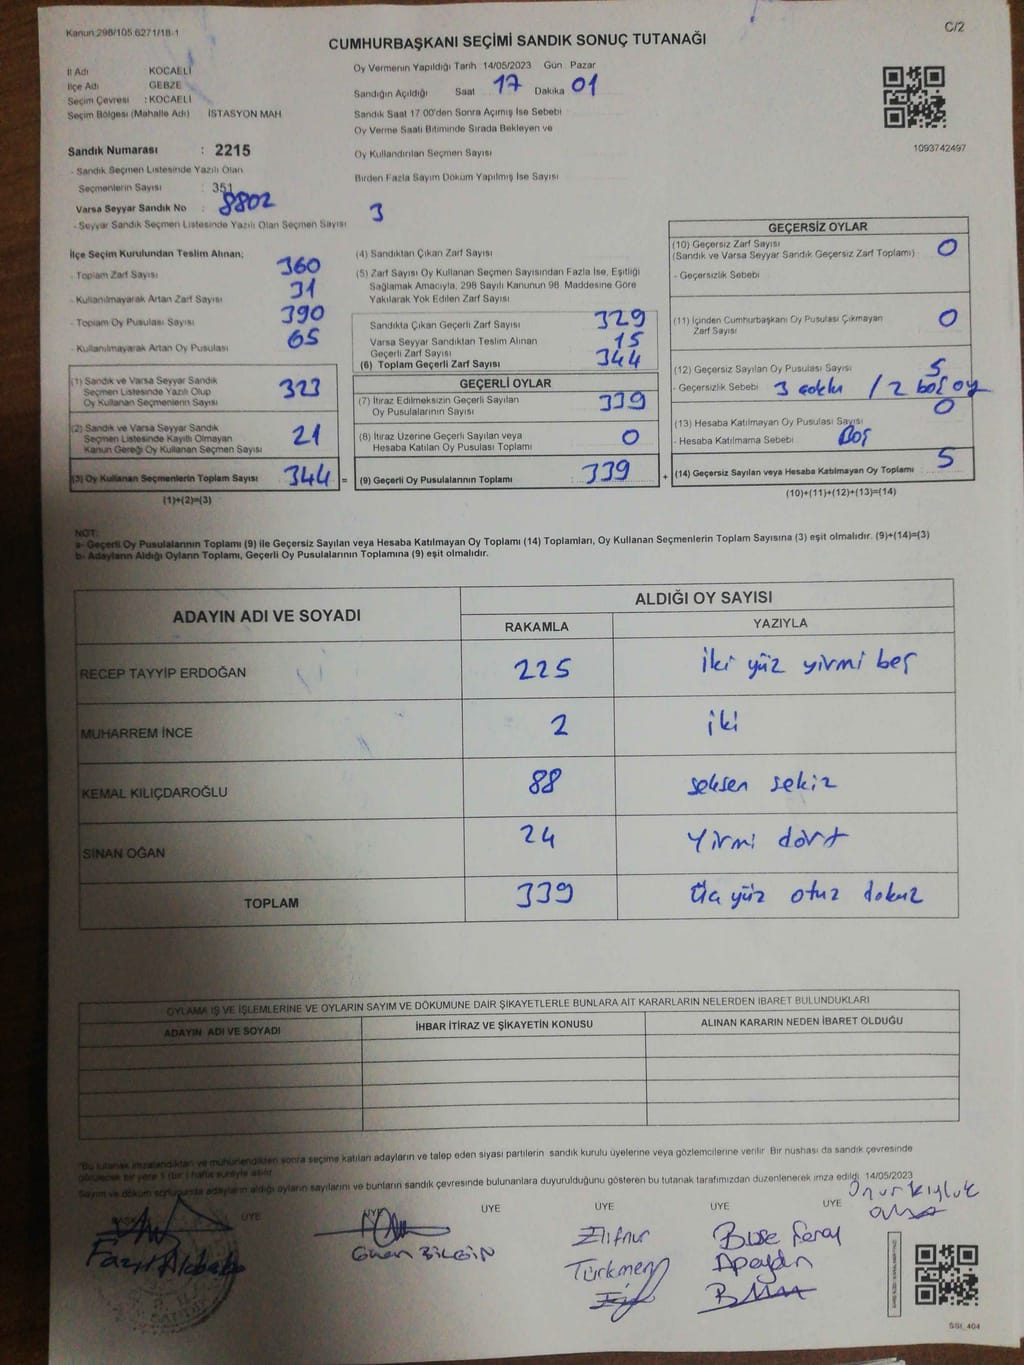 Kanun 298/105,6271/18-1
C/2
CUMHURBAŞKANI SEÇİMİ SANDIK SONUÇ TUTANAĞI
İl Adı KOCAELİ
İlçe Adı GEBZE
Seçim Çevresi : KOCAELİ
Seçim Bölgesi (Mahalle Adı) İSTASYON MAH
Sandık Numarası : 2215
- Sandık Seçmen Listesinde Yazılı Olan
Seçmenlerin Sayısı : 351
Varsa Seyyar Sandık No : 8802
- Seyyar Sandık Seçmen Listesinde Yazılı Olan Seçmen Sayısı 3
Oy Vermenin Yapıldığı Tarih 14/05/2023 Gün Pazar
Sandığın Açıldığı Saat 17 Dakika 01
Sandık Saat 17 00'den Sonra Açımış İse Sebebi
Oy Verme Saati Bitiminde Sırada Bekleyen ve
Oy Kullandırılan Seçmen Sayısı
Birden Fazla Sayım Döküm Yapılmış İse Sayısı
1093742497
İlçe Seçim Kurulundan Teslim Alınan;
- Toplam Zarf Sayısı 360
- Kullanılmayarak Artan Zarf Sayısı 31
- Toplam Oy Pusulası Sayısı 390
- Kullanılmayarak Artan Oy Pusulası 65
(1) Sandık ve Varsa Seyyar Sandık
Seçmen Listesinde Yazılı Olup
Oy Kullanan Seçmenlerin Sayısı 323
(2) Sandık ve Varsa Seyyar Sandık
Seçmen Listesinde Kayıtlı Olmayan
Kanun Gereği Oy Kullanan Seçmen Sayısı 21
(3) Oy Kullanan Seçmenlerin Toplam Sayısı 344 =
(1)+(2)=(3)
(4) Sandıktan Çıkan Zarf Sayısı
(5) Zarf Sayısı Oy Kullanan Seçmen Sayısından Fazla İse, Eşitliği
Sağlamak Amacıyla, 298 Sayılı Kanunun 98 Maddesine Göre
Yakılarak Yok Edilen Zarf Sayısı
Sandıkta Çıkan Geçerli Zarf Sayısı 329
Varsa Seyyar Sandıktan Teslim Alınan
Geçerli Zarf Sayısı 15
(6) Toplam Geçerli Zarf Sayısı 344
GEÇERLİ OYLAR
(7) İtiraz Edilmeksizin Geçerli Sayılan
Oy Pusulalarının Sayısı 339
(8) İtiraz Üzerine Geçerli Sayılan veya
Hesaba Katılan Oy Pusulası Toplamı 0
(9) Geçerli Oy Pusulalarının Toplamı 339 +
GEÇERSİZ OYLAR
(10) Geçersiz Zarf Sayısı
(Sandık ve Varsa Seyyar Sandık Geçersiz Zarf Toplamı) 0
- Geçersizlik Sebebi
(11) İçinden Cumhurbaşkanı Oy Pusulası Çıkmayan
Zarf Sayısı 0
(12) Geçersiz Sayılan Oy Pusulası Sayısı 5
- Geçersizlik Sebebi 3 çoklu / 2 boş oy
(13) Hesaba Katılmayan Oy Pusulası Sayısı 0
- Hesaba Katılmama Sebebi Boş
(14) Geçersiz Sayılan veya Hesaba Katılmayan Oy Toplamı 5
(10)+(11)+(12)+(13)=(14)
NOT:
a- Geçerli Oy Pusulalarının Toplamı (9) ile Geçersiz Sayılan veya Hesaba Katılmayan Oy Toplamı (14) Toplamları, Oy Kullanan Seçmenlerin Toplam Sayısına (3) eşit olmalıdır. (9)+(14)=(3)
b- Adayların Aldığı Oyların Toplamı, Geçerli Oy Pusulalarının Toplamına (9) eşit olmalıdır.
ADAYIN ADI VE SOYADI
ALDIĞI OY SAYISI
RAKAMLA YAZIYLA
RECEP TAYYİP ERDOĞAN 225 iki yüz yirmi beş
MUHARREM İNCE 2 iki
KEMAL KILIÇDAROĞLU 88 seksen sekiz
SİNAN OĞAN 24 Yirmi dört
TOPLAM 339 Üç yüz otuz dokuz
OYLAMA İŞ VE İŞLEMLERİNE VE OYLARIN SAYIM VE DÖKÜMÜNE DAİR ŞİKAYETLERLE BUNLARA AİT KARARLARIN NELERDEN İBARET BULUNDUKLARI
ADAYIN ADI VE SOYADI İHBAR İTİRAZ VE ŞİKAYETİN KONUSU ALINAN KARARIN NEDEN İBARET OLDUĞU
"Bu tutanak imzalandıktan ve mühürlendikten sonra seçime katılan adayların ve talep eden siyasi partilerin sandık kurulu üyelerine veya gözlemcilerine verilir Bir nushası da sandık çevresinde
görülecek bir yere 1 (bir) hafta süreyle asılır
Sayım ve döküm sonucunda adayların aldığı oyların sayılarını ve bunların sandık çevresinde bulunanlara duyurulduğunu gösteren bu tutanak tarafımızdan düzenlenerek imza edildi 14/05/2023
ÜYE ÜYE ÜYE ÜYE ÜYE ÜYE
Onur Kıyluk
Güner BİLGİN
Elifnur
Türkmen
Buse Feray
Apaydın
SSİ_404